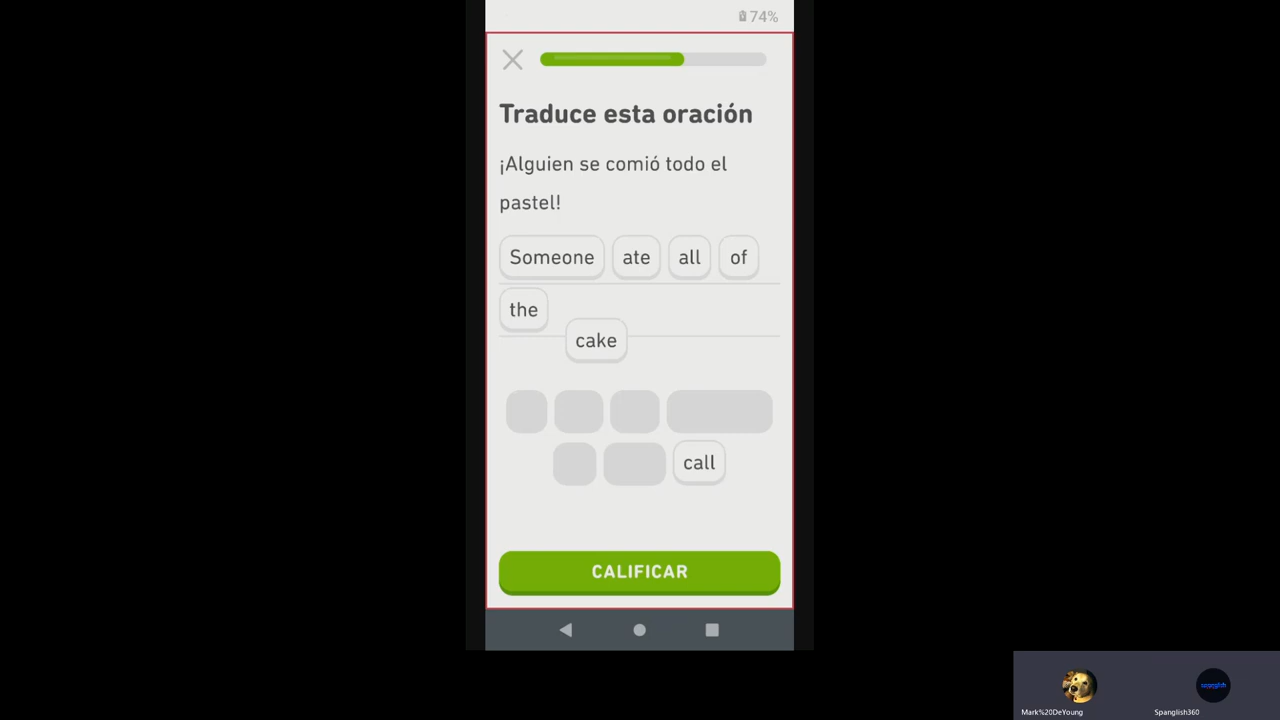 74%
Traduce esta oración
¡Alguien se comió todo el
pastel!
Someone ate all of
the
cake
call
CALIFICAR
spanglish
Mark%20DeYoung Spanglish360